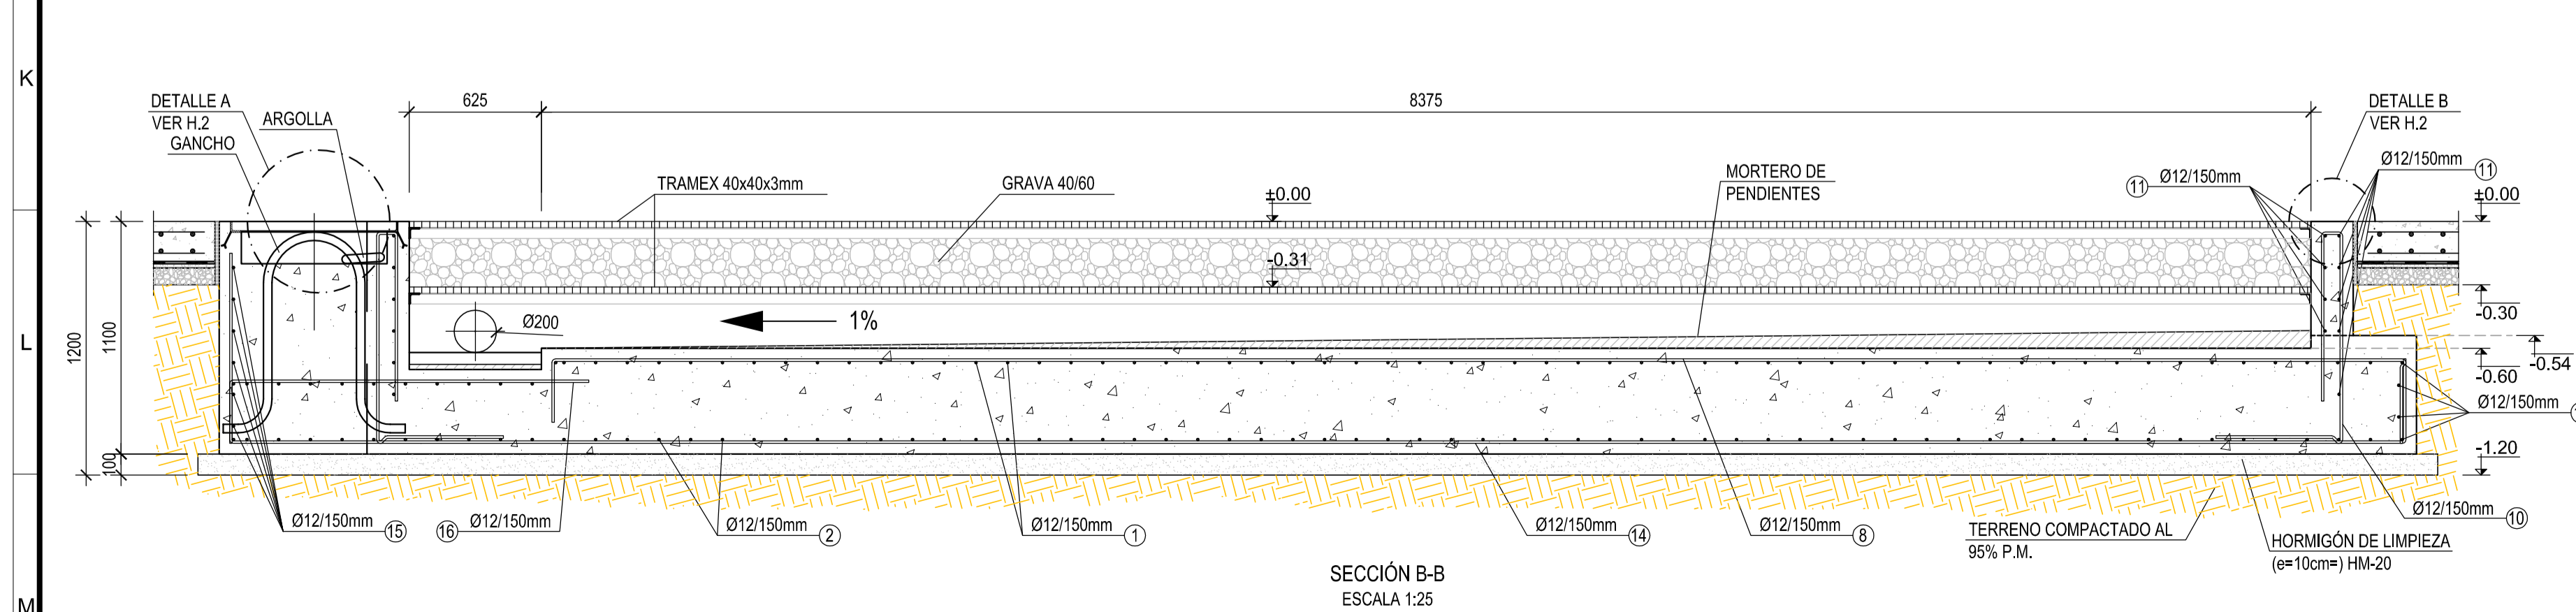 K
L
M
DETALLE A
VER H.2
GANCHO
ARGOLLA
625
8375
TRAMEX 40x40x3mm
GRAVA 40/60
±0.00
-0.31
MORTERO DE
PENDIENTES
DETALLE B
VER H.2
11 Ø12/150mm
Ø12/150mm 11
±0.00
-0.30
-0.54
-0.60
Ø12/150mm
-1.20
1200
1100
100
Ø200
1%
Ø12/150mm 15
16 Ø12/150mm
Ø12/150mm 2
Ø12/150mm 1
Ø12/150mm 14
Ø12/150mm 8
Ø12/150mm 10
TERRENO COMPACTADO AL
95% P.M.
HORMIGÓN DE LIMPIEZA
(e=10cm=) HM-20
SECCIÓN B-B
ESCALA 1:25